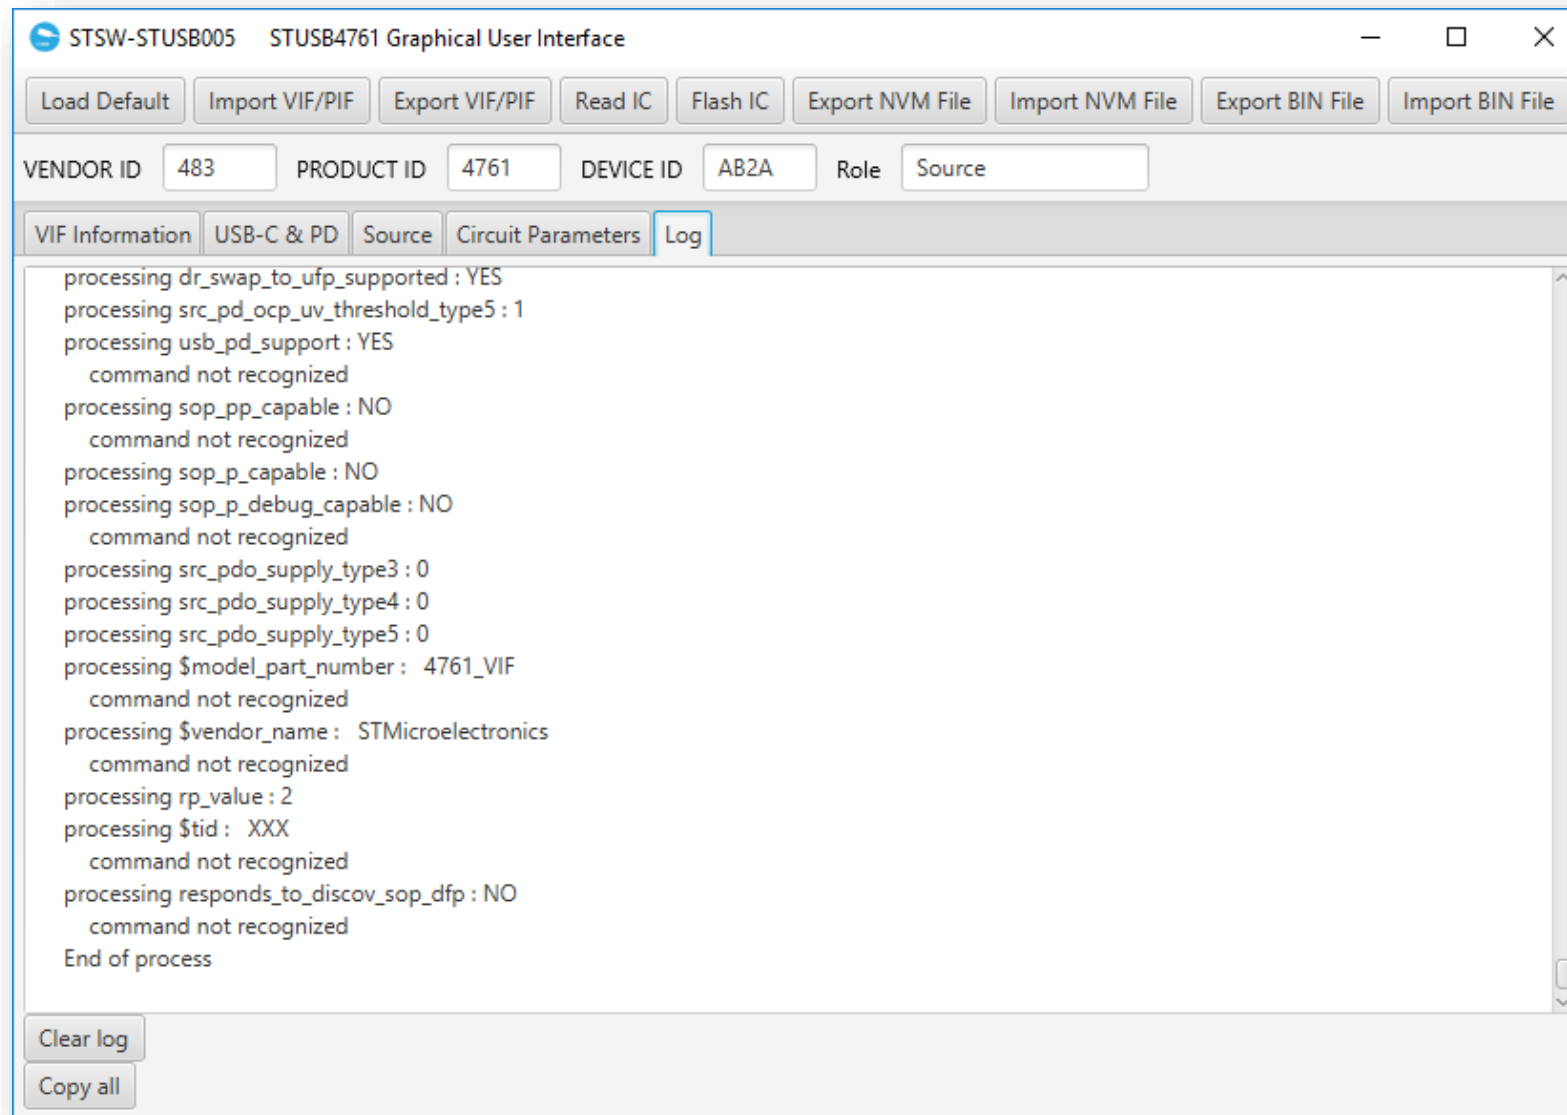 STSW-STUSB005 STUSB4761 Graphical User Interface
Load Default Import VIF/PIF Export VIF/PIF Read IC Flash IC Export NVM File Import NVM File Export BIN File Import BIN File
VENDOR ID 483 PRODUCT ID 4761 DEVICE ID AB2A Role Source
VIF Information USB-C & PD Source Circuit Parameters Log
processing dr_swap_to_ufp_supported : YES
processing src_pd_ocp_uv_threshold_type5 : 1
processing usb_pd_support : YES
command not recognized
processing sop_pp_capable : NO
command not recognized
processing sop_p_capable : NO
processing sop_p_debug_capable : NO
command not recognized
processing src_pdo_supply_type3 : 0
processing src_pdo_supply_type4 : 0
processing src_pdo_supply_type5 : 0
processing $model_part_number : 4761_VIF
command not recognized
processing $vendor_name : STMicroelectronics
command not recognized
processing rp_value : 2
processing $tid : XXX
command not recognized
processing responds_to_discov_sop_dfp : NO
command not recognized
End of process
Clear log
Copy all